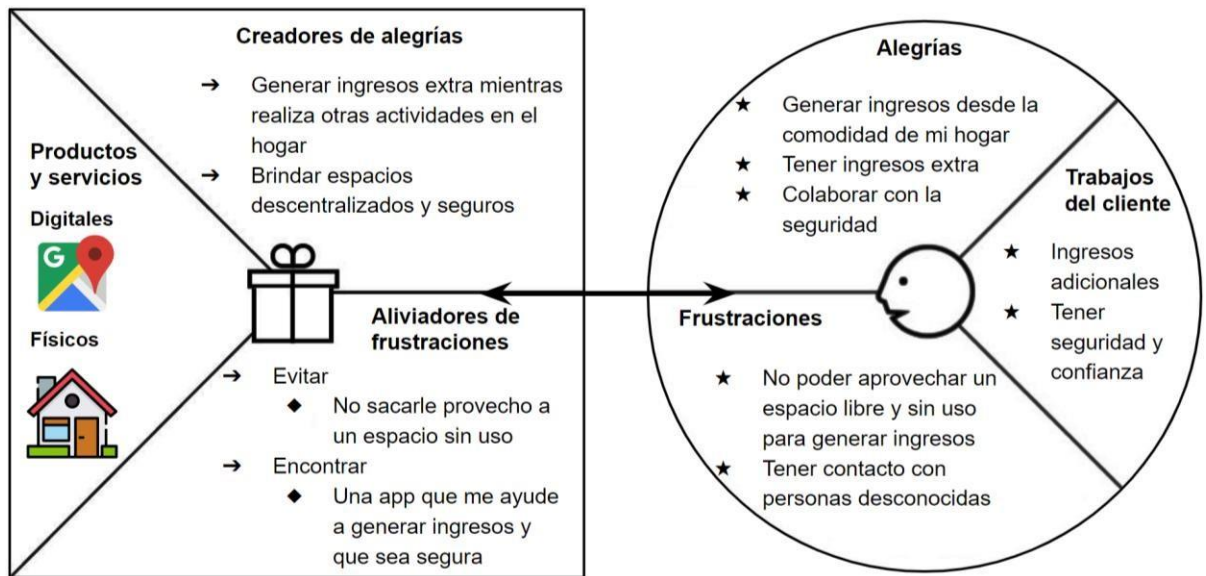 Creadores de alegrías
➔ Generar ingresos extra mientras
realiza otras actividades en el
hogar
➔ Brindar espacios
descentralizados y seguros
Productos
y servicios
Digitales
G
Físicos
Aliviadores de
frustraciones
➔ Evitar
◆ No sacarle provecho a
un espacio sin uso
➔ Encontrar
◆ Una app que me ayude
a generar ingresos y
que sea segura
Alegrías
★ Generar ingresos desde la
comodidad de mi hogar
★ Tener ingresos extra
★ Colaborar con la
seguridad
Trabajos
del cliente
★ Ingresos
adicionales
★ Tener
seguridad y
confianza
Frustraciones
★ No poder aprovechar un
espacio libre y sin uso
para generar ingresos
★ Tener contacto con
personas desconocidas